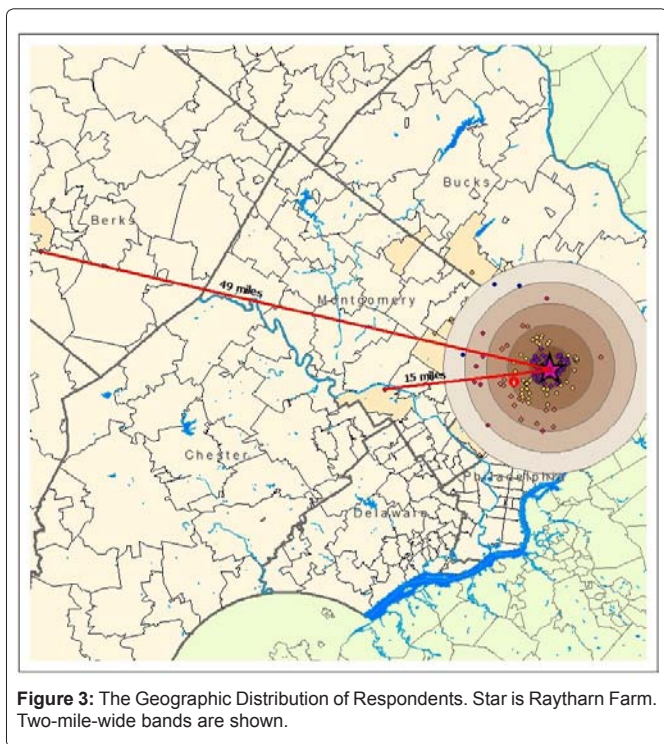 Bucks
Berks
49 miles
Montgomery
15 miles
Chester
Philadelphia
Delaware
Figure 3: The Geographic Distribution of Respondents. Star is Raytharn Farm.
Two-mile-wide bands are shown.